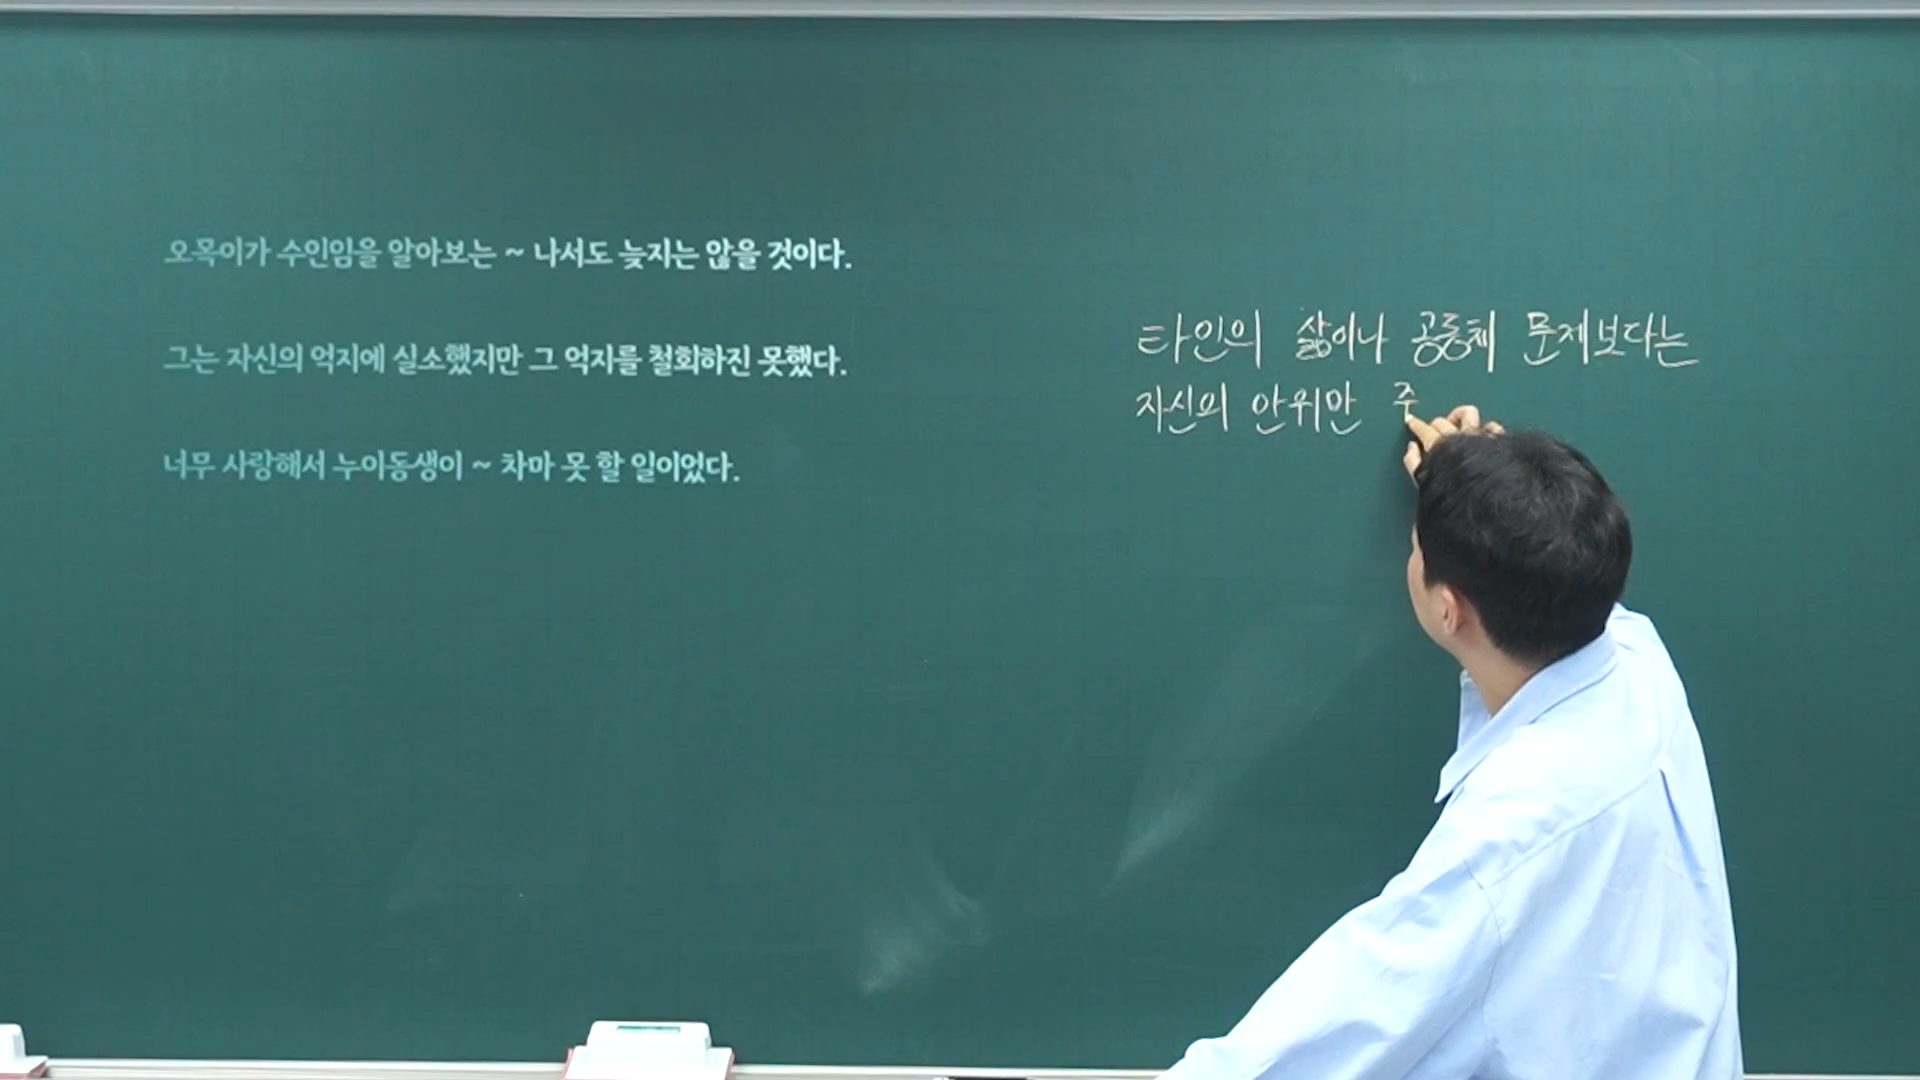 오목이가 수인임을 알아보는 ~ 나서도 늦지는 않을 것이다.
그는 자신의 억지에 실소했지만 그 억지를 철회하진 못했다.
너무 사랑해서 누이동생이 ~ 차마 못 할 일이었다.
타인의 삶이나 공동체 문제보다는
자신의 안위만 주